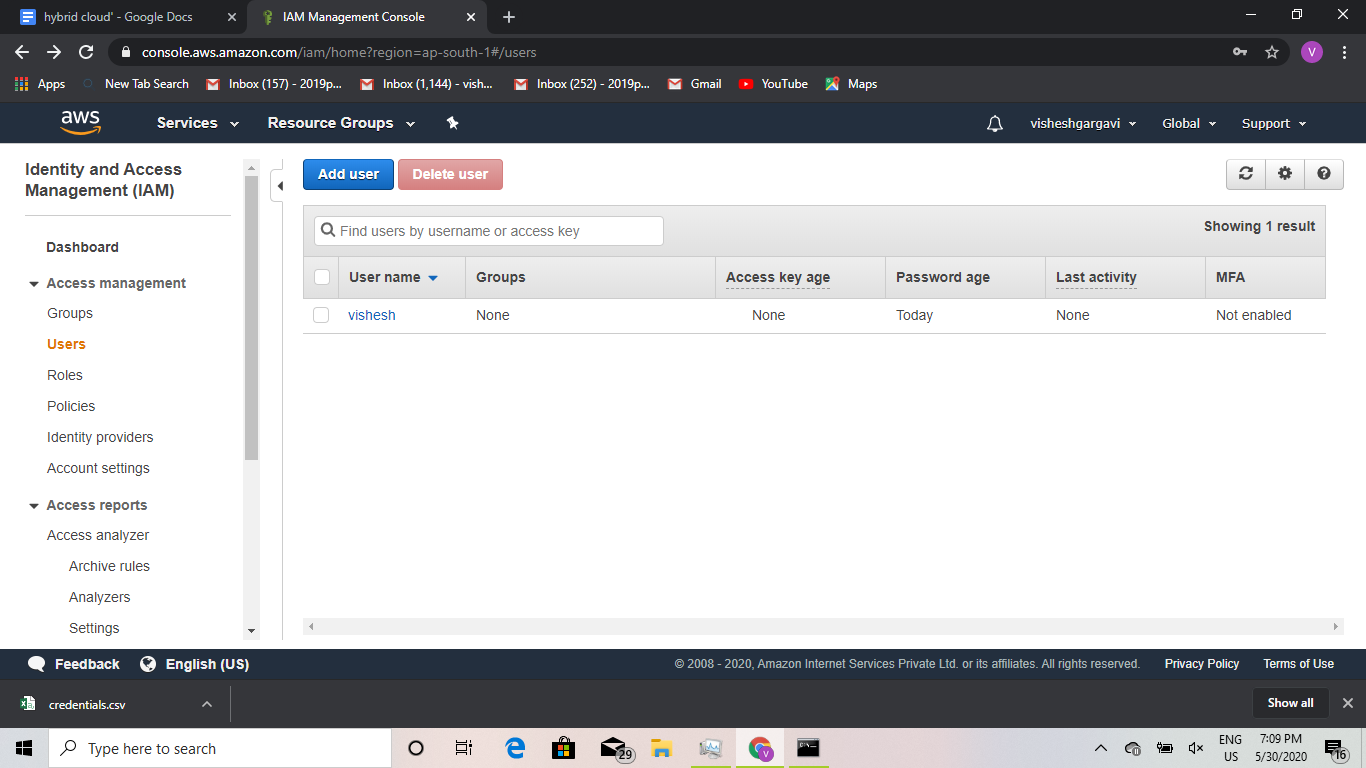 hybrid cloud' - Google Docs
IAM Management Console
console.aws.amazon.com/iam/home?region=ap-south-1#/users
V
Apps
New Tab Search
Inbox (157) - 2019p...
Inbox (1,144) - vish...
Inbox (252) - 2019p...
Gmail
YouTube
Maps
aws
Services
Resource Groups
visheshgargavi
Global
Support
Identity and Access
Management (IAM)
Dashboard
Access management
Groups
Users
Roles
Policies
Identity providers
Account settings
Access reports
Access analyzer
Archive rules
Analyzers
Settings
Add user
Delete user
Find users by username or access key
Showing 1 result
User name Groups Access key age Password age Last activity MFA
vishesh None None Today None Not enabled
Feedback
English (US)
© 2008 - 2020, Amazon Internet Services Private Ltd. or its affiliates. All rights reserved.
Privacy Policy
Terms of Use
credentials.csv
Show all
Type here to search
29
V
ENG
US
7:09 PM
5/30/2020
16